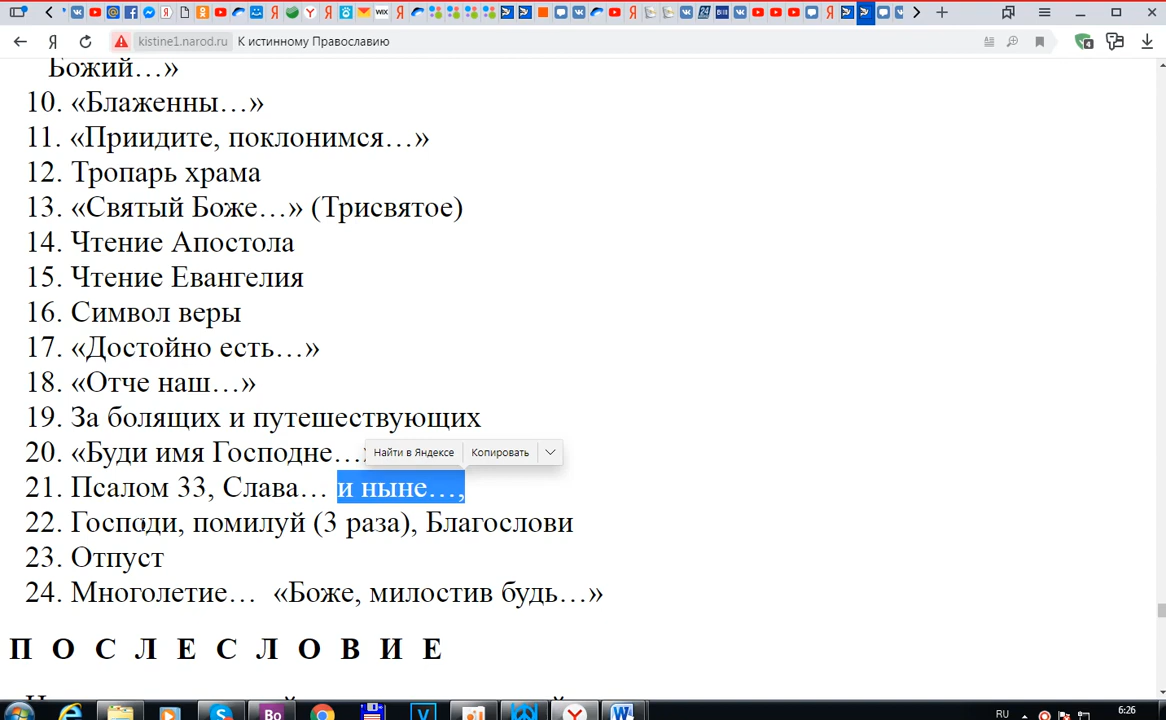 kistine1.narod.ru К истинному Православию
4
Божий…»
10. «Блаженны…»
11. «Приидите, поклонимся…»
12. Тропарь храма
13. «Святый Боже…» (Трисвятое)
14. Чтение Апостола
15. Чтение Евангелия
16. Символ веры
17. «Достойно есть…»
18. «Отче наш…»
19. За болящих и путешествующих
20. «Буди имя Господне…
Найти в Яндексе Копировать
21. Псалом 33, Слава… и ныне…,
22. Господи, помилуй (3 раза), Благослови
23. Отпуст
24. Многолетие… «Боже, милостив будь…»
П О С Л Е С Л О В И Е
RU 6:26